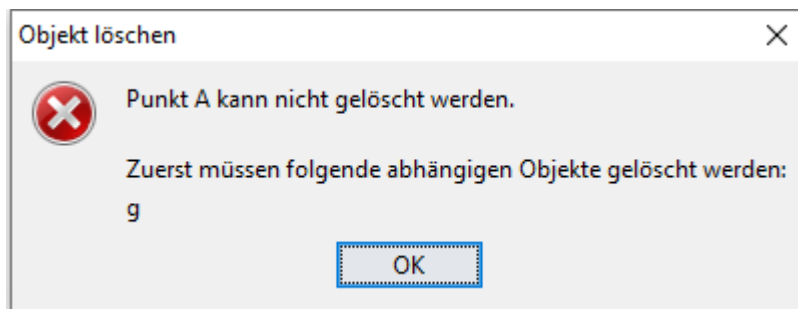 Objekt löschen
Punkt A kann nicht gelöscht werden.
Zuerst müssen folgende abhängigen Objekte gelöscht werden:
g
OK